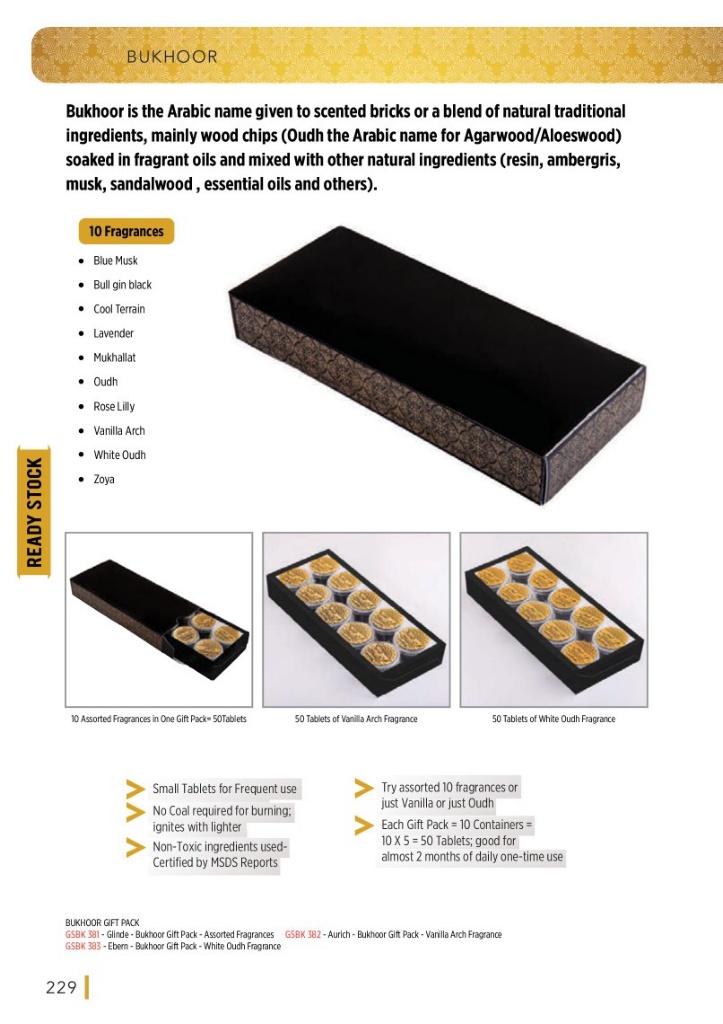 BUKHOOR
Bukhoor is the Arabic name given to scented bricks or a blend of natural traditional
ingredients, mainly wood chips (Oudh the Arabic name for Agarwood/Aloeswood)
soaked in fragrant oils and mixed with other natural ingredients (resin, ambergris,
musk, sandalwood , essential oils and others).
10 Fragrances
• Blue Musk
• Bull gin black
• Cool Terrain
• Lavender
• Mukhallat
• Oudh
• Rose Lilly
• Vanilla Arch
• White Oudh
• Zoya
READY STOCK
10 Assorted Fragrances in One Gift Pack= 50Tablets
50 Tablets of Vanilla Arch Fragrance
50 Tablets of White Oudh Fragrance
Small Tablets for Frequent use
No Coal required for burning;
ignites with lighter
Non-Toxic ingredients used-
Certified by MSDS Reports
Try assorted 10 fragrances or
just Vanilla or just Oudh
Each Gift Pack = 10 Containers =
10 X 5 = 50 Tablets; good for
almost 2 months of daily one-time use
BUKHOOR GIFT PACK
GSBK 381 - Glinde - Bukhoor Gift Pack - Assorted Fragrances GSBK 382 - Aurich - Bukhoor Gift Pack - Vanilla Arch Fragrance
GSBK 383 - Ebern - Bukhoor Gift Pack - White Oudh Fragrance
229